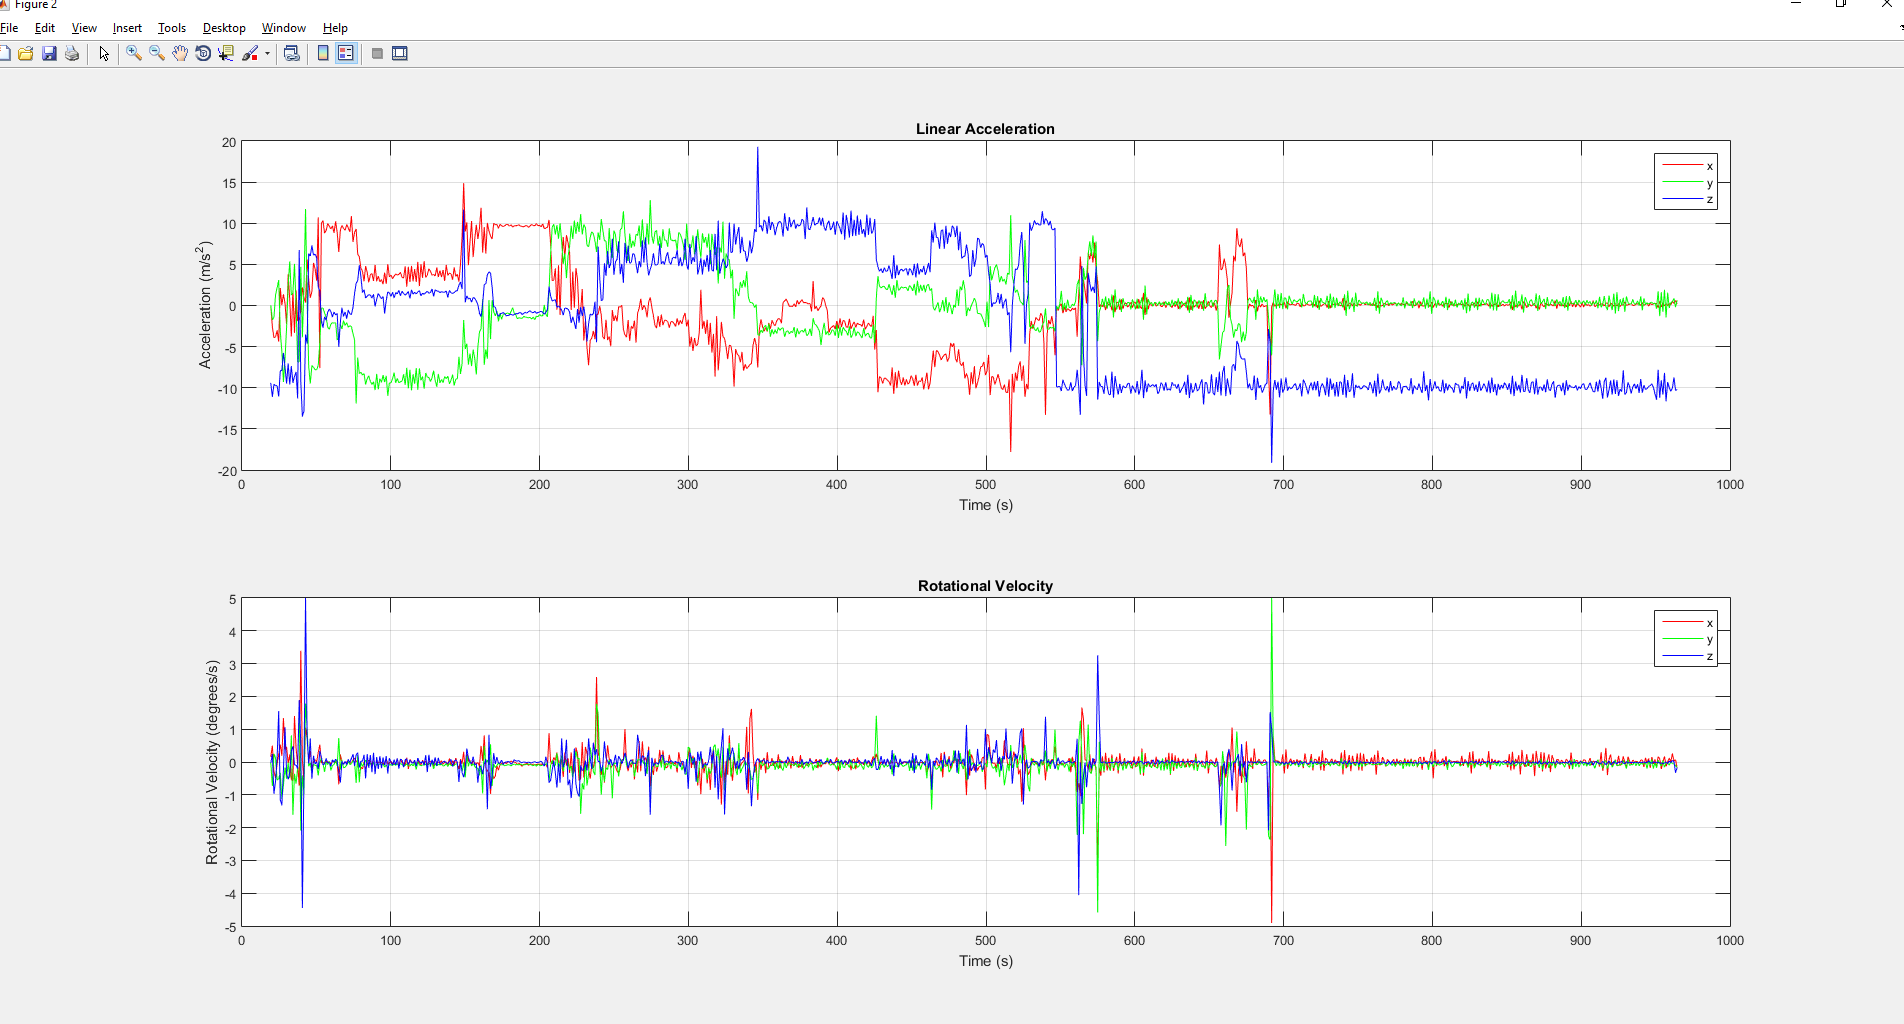 Figure 2
File Edit View Insert Tools Desktop Window Help
Linear Acceleration
20
15
10
5
0
-5
-10
-15
-20
Acceleration (m/s²)
x
y
z
0 100 200 300 400 500 600 700 800 900 1000
Time (s)
Rotational Velocity
5
4
3
2
1
0
-1
-2
-3
-4
-5
Rotational Velocity (degrees/s)
x
y
z
0 100 200 300 400 500 600 700 800 900 1000
Time (s)